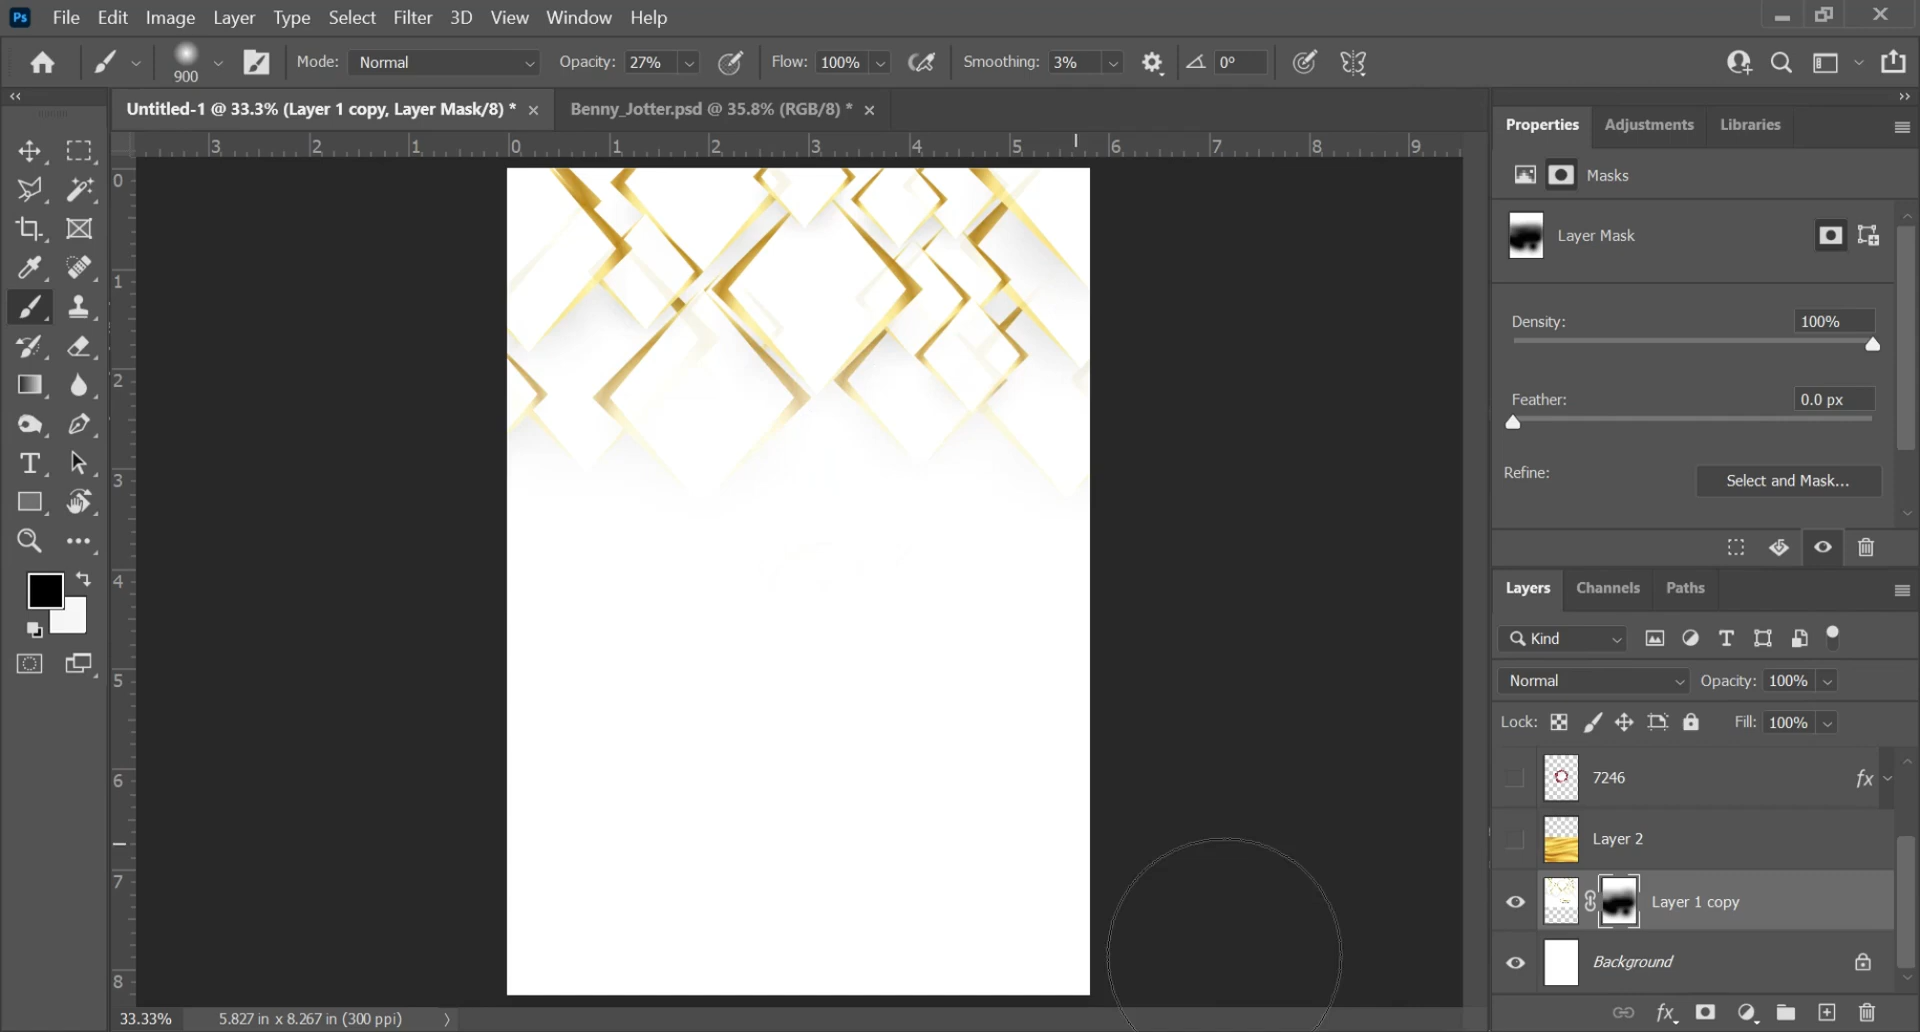 Ps File Edit Image Layer Type Select Filter 3D View Window Help
900 Mode: Normal Opacity: 27% Flow: 100% Smoothing: 3% 0°
Untitled-1 @ 33.3% (Layer 1 copy, Layer Mask/8) * × Benny_Jotter.psd @ 35.8% (RGB/8) * ×
3 2 1 0 1 2 3 4 5 6 7 8 9
0
1
2
3
4
5
6
7
8
33.33% 5.827 in x 8.267 in (300 ppi)
Properties Adjustments Libraries
Masks
Layer Mask
Density: 100%
Feather: 0.0 px
Refine: Select and Mask...
Layers Channels Paths
Kind
Normal Opacity: 100%
Lock: Fill: 100%
7246 fx
Layer 2
Layer 1 copy
Background
fx